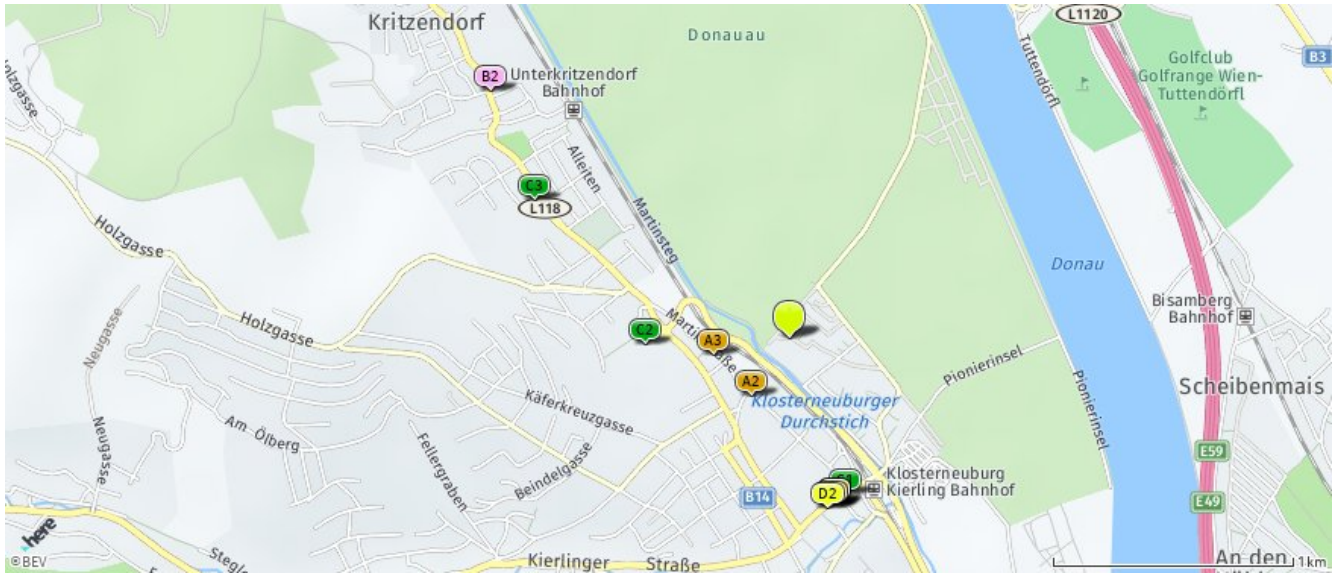 Kritzendorf
Donauau
L1120
Tuttendörfl
Golfclub
Golfrange Wien-
Tuttendörfl
B3
Holzgasse
B2
Unterkritzendorf
Bahnhof
Alleiten
C3
L118
Martinsteg
Holzgasse
Donau
Neugasse
Holzgasse
C2
A3
Bisamberg
Bahnhof
A2
Klosterneuburger
Durchstich
Pionierinsel
Pionierinsel
Scheibenmais
Käferkreuzgasse
Am Ölberg
Neugasse
Fellergraben
Beindelgasse
E59
Klosterneuburg
Kierling Bahnhof
D2
B14
E49
here
©BEV
Kierlinger Straße
1km
An den